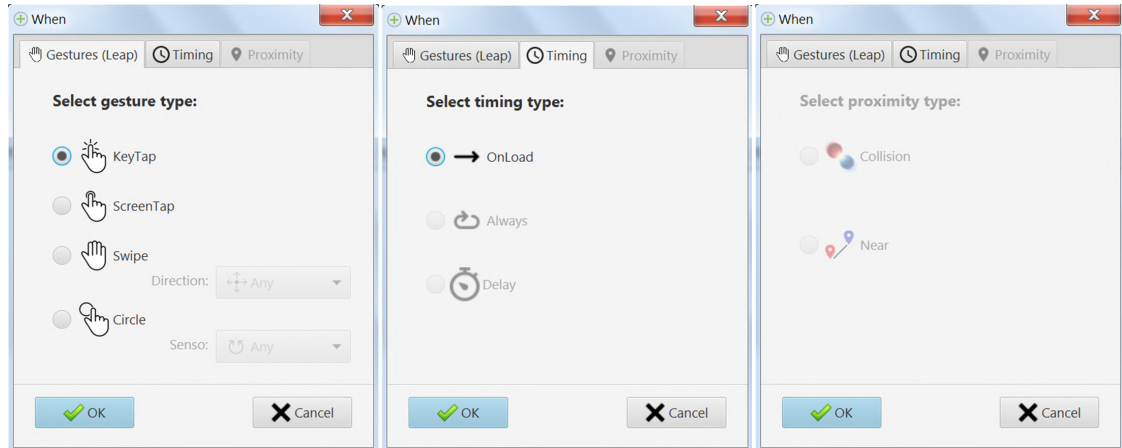 When
Gestures (Leap) Timing Proximity
Select gesture type:
KeyTap
ScreenTap
Swipe
Direction: Any
Circle
Senso: Any
OK Cancel
When
Gestures (Leap) Timing Proximity
Select timing type:
OnLoad
Always
Delay
OK Cancel
When
Gestures (Leap) Timing Proximity
Select proximity type:
Collision
Near
OK Cancel